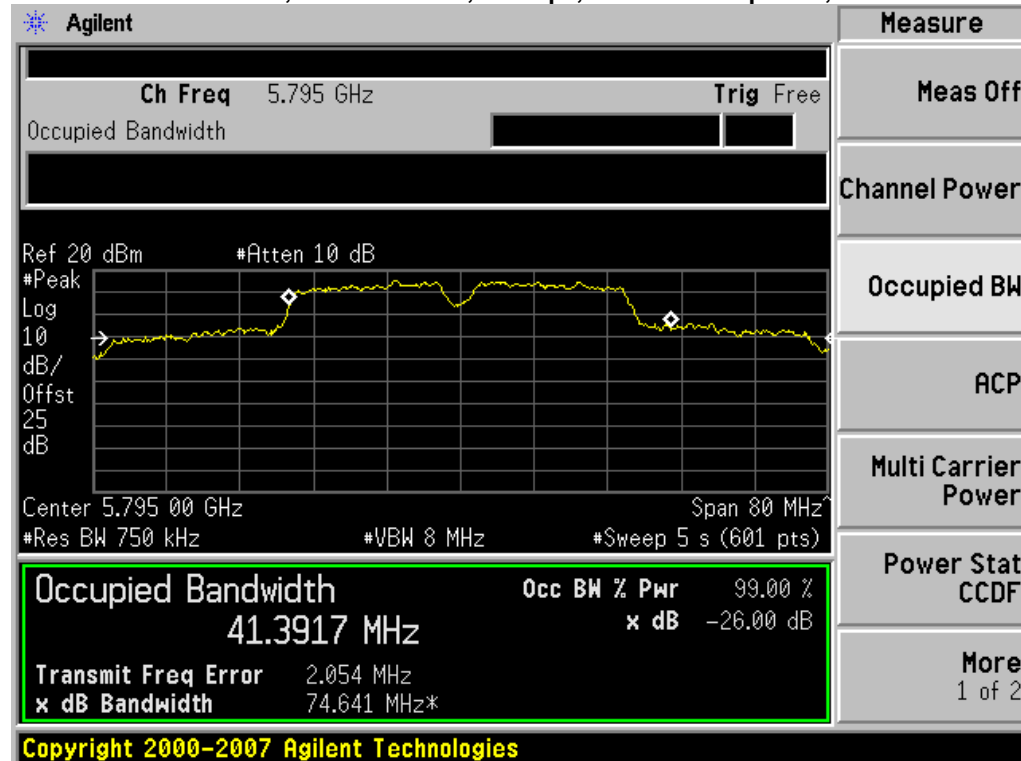 Agilent
Measure
Ch Freq 5.795 GHz Trig Free
Meas Off
Occupied Bandwidth
Channel Power
Ref 20 dBm #Atten 10 dB
#Peak
Log
10
dB/
Offst
25
dB
Occupied BW
ACP
Multi Carrier
Power
Center 5.795 00 GHz Span 80 MHz^
#Res BW 750 kHz #VBW 8 MHz #Sweep 5 s (601 pts)
Power Stat
CCDF
Occupied Bandwidth Occ BW % Pwr 99.00 %
41.3917 MHz x dB -26.00 dB
Transmit Freq Error 2.054 MHz
x dB Bandwidth 74.641 MHz*
More
1 of 2
Copyright 2000-2007 Agilent Technologies